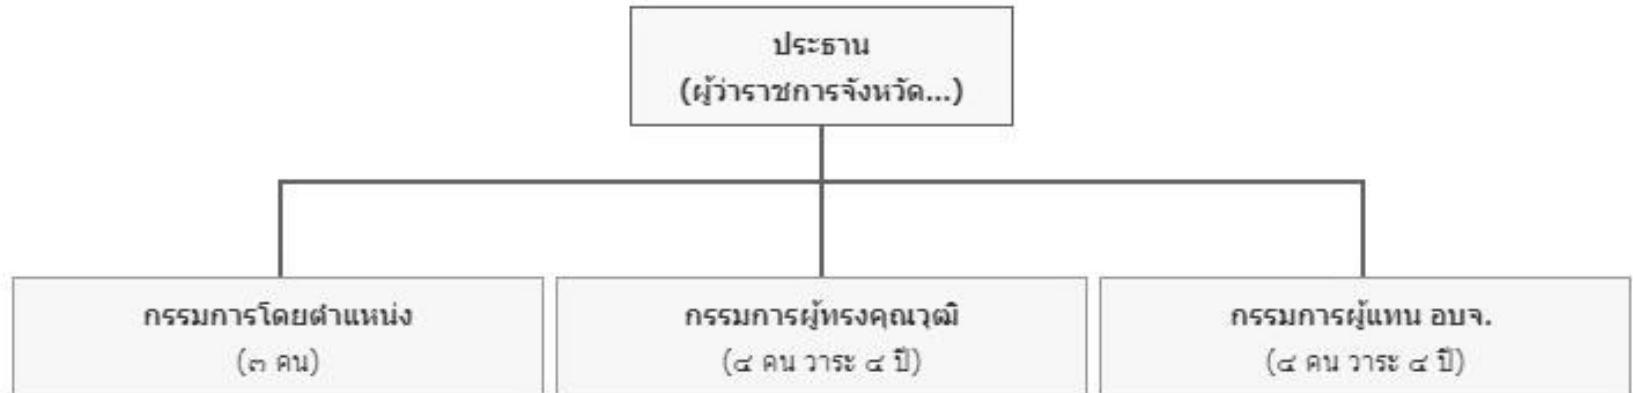 ประธาน
(ผู้ว่าราชการจังหวัด...)
กรรมการโดยตำแหน่ง
(๓ คน)
กรรมการผู้ทรงคุณวุฒิ
(๔ คน วาระ ๔ ปี)
กรรมการผู้แทน อบจ.
(๔ คน วาระ ๔ ปี)